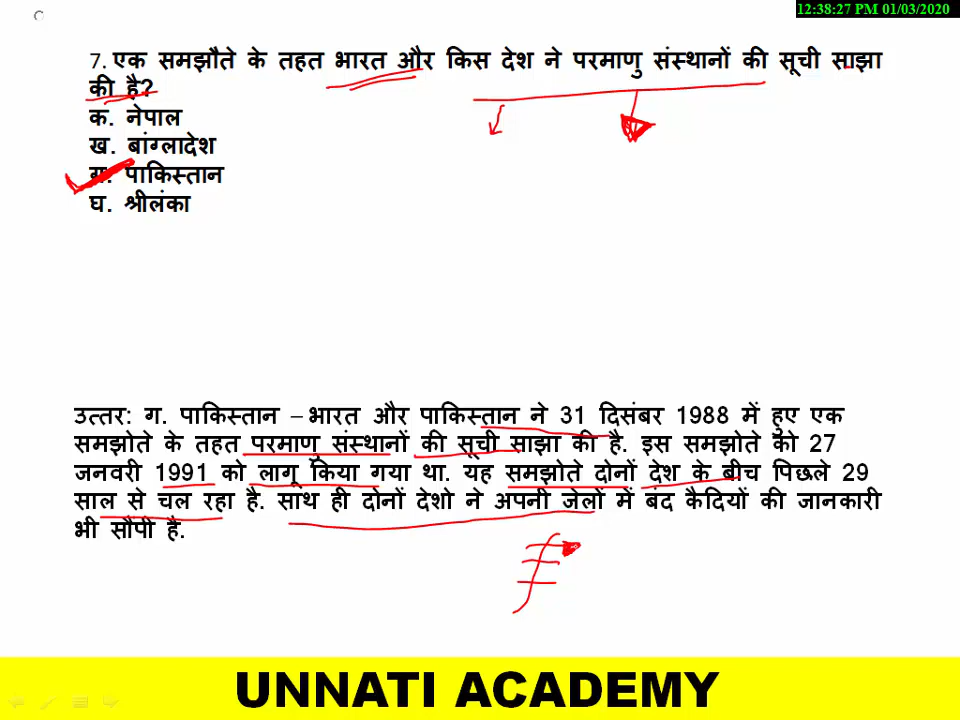 12:38:27 PM 01/03/2020
7. एक समझौते के तहत भारत और किस देश ने परमाणु संस्थानों की सूची साझा
की है?
क. नेपाल
ख. बांग्लादेश
ग. पाकिस्तान
घ. श्रीलंका
उत्तर: ग. पाकिस्तान – भारत और पाकिस्तान ने 31 दिसंबर 1988 में हुए एक
समझोते के तहत परमाणु संस्थानों की सूची साझा की है. इस समझोते को 27
जनवरी 1991 को लागू किया गया था. यह समझोते दोनों देश के बीच पिछले 29
साल से चल रहा है. साथ ही दोनों देशो ने अपनी जेलों में बंद कैदियों की जानकारी
भी सौपी है.
UNNATI ACADEMY